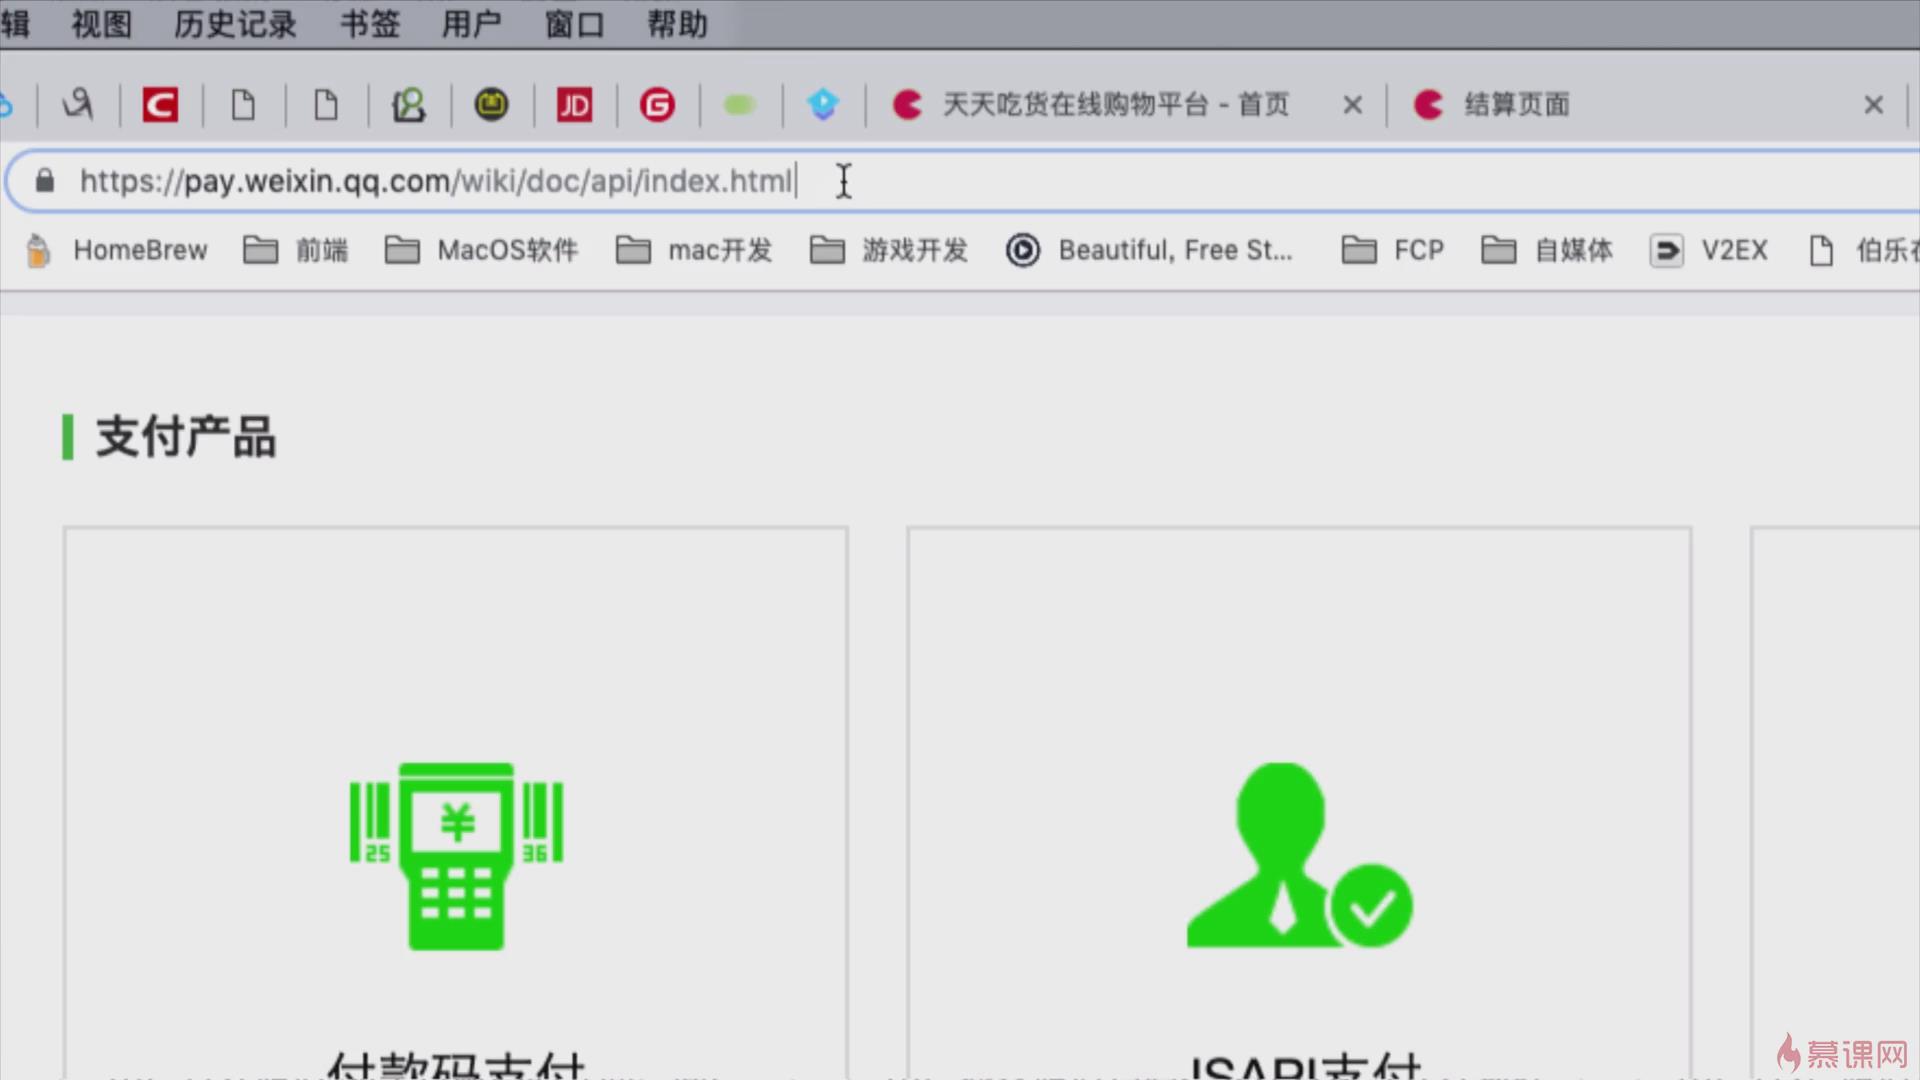 辑 视图 历史记录 书签 用户 窗口 帮助
天天吃货在线购物平台 - 首页 结算页面
https://pay.weixin.qq.com/wiki/doc/api/index.html
HomeBrew 前端 MacOS软件 mac开发 游戏开发 Beautiful, Free St... FCP 自媒体 V2EX 伯乐在
支付产品
¥
25 36
付款码支付 JSAPI支付
慕课网